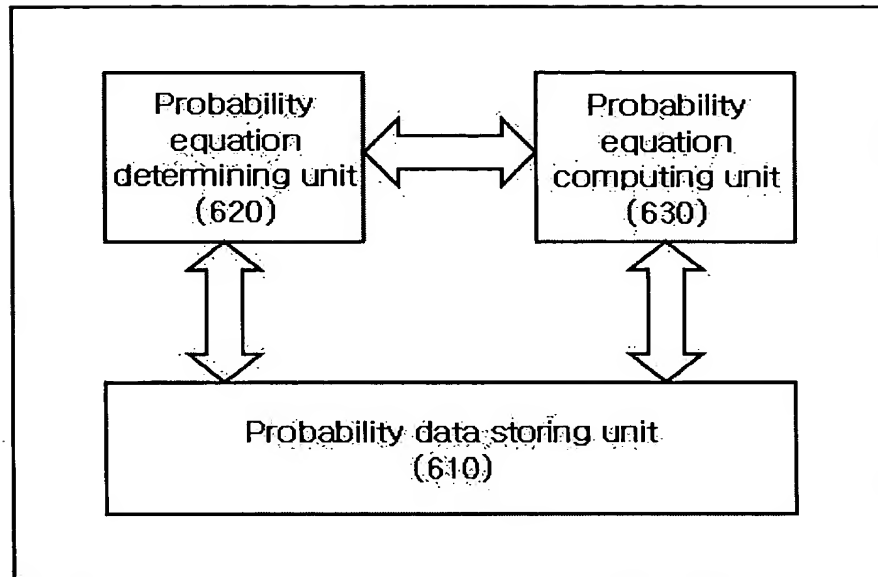 Probability
equation
determining unit
(620)
Probability
equation
computing unit
(630)
Probability data storing unit
(610)